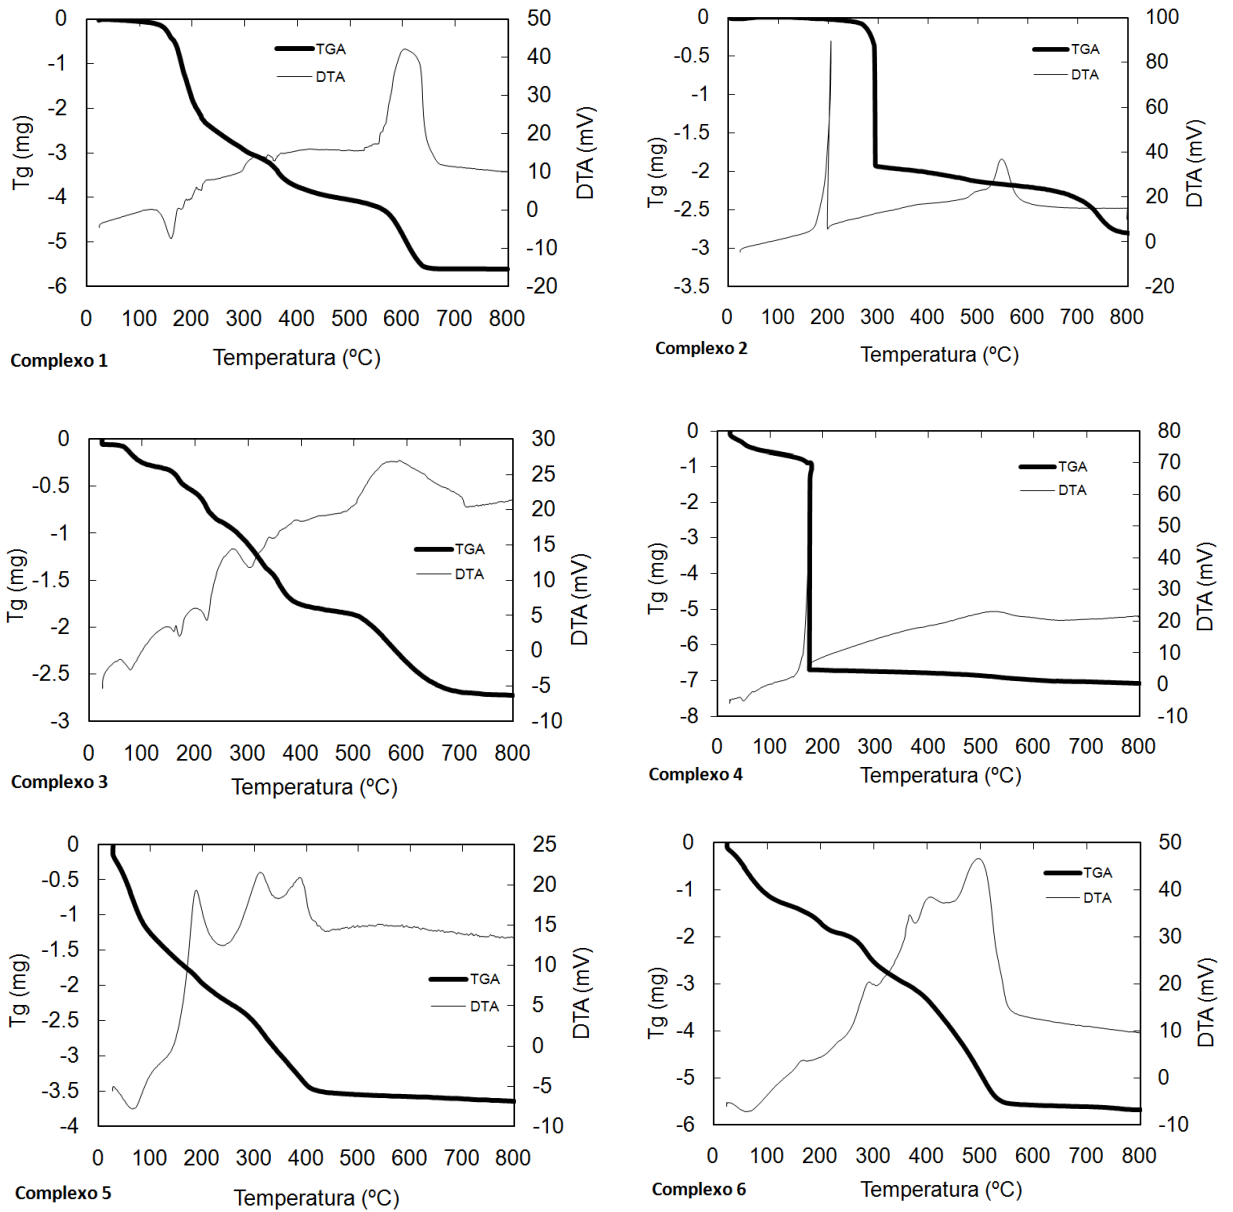 0
-1
-2
-3
-4
-5
-6
Tg (mg)
TGA
DTA
50
40
30
20
10
0
-10
-20
DTA (mV)
0 100 200 300 400 500 600 700 800
Complexo 1
Temperatura (ºC)
0
-0.5
-1
-1.5
-2
-2.5
-3
-3.5
Tg (mg)
TGA
DTA
100
80
60
40
20
0
-20
DTA (mV)
0 100 200 300 400 500 600 700 800
Complexo 2
Temperatura (ºC)
0
-0.5
-1
-1.5
-2
-2.5
-3
Tg (mg)
TGA
DTA
30
25
20
15
10
5
0
-5
-10
DTA (mV)
0 100 200 300 400 500 600 700 800
Complexo 3
Temperatura (ºC)
0
-1
-2
-3
-4
-5
-6
-7
-8
Tg (mg)
TGA
DTA
80
70
60
50
40
30
20
10
0
-10
DTA (mV)
0 100 200 300 400 500 600 700 800
Complexo 4
Temperatura (ºC)
0
-0.5
-1
-1.5
-2
-2.5
-3
-3.5
-4
Tg (mg)
TGA
DTA
25
20
15
10
5
0
-5
-10
DTA (mV)
0 100 200 300 400 500 600 700 800
Complexo 5
Temperatura (ºC)
0
-1
-2
-3
-4
-5
-6
Tg (mg)
TGA
DTA
50
40
30
20
10
0
-10
DTA (mV)
0 100 200 300 400 500 600 700 800
Complexo 6
Temperatura (ºC)